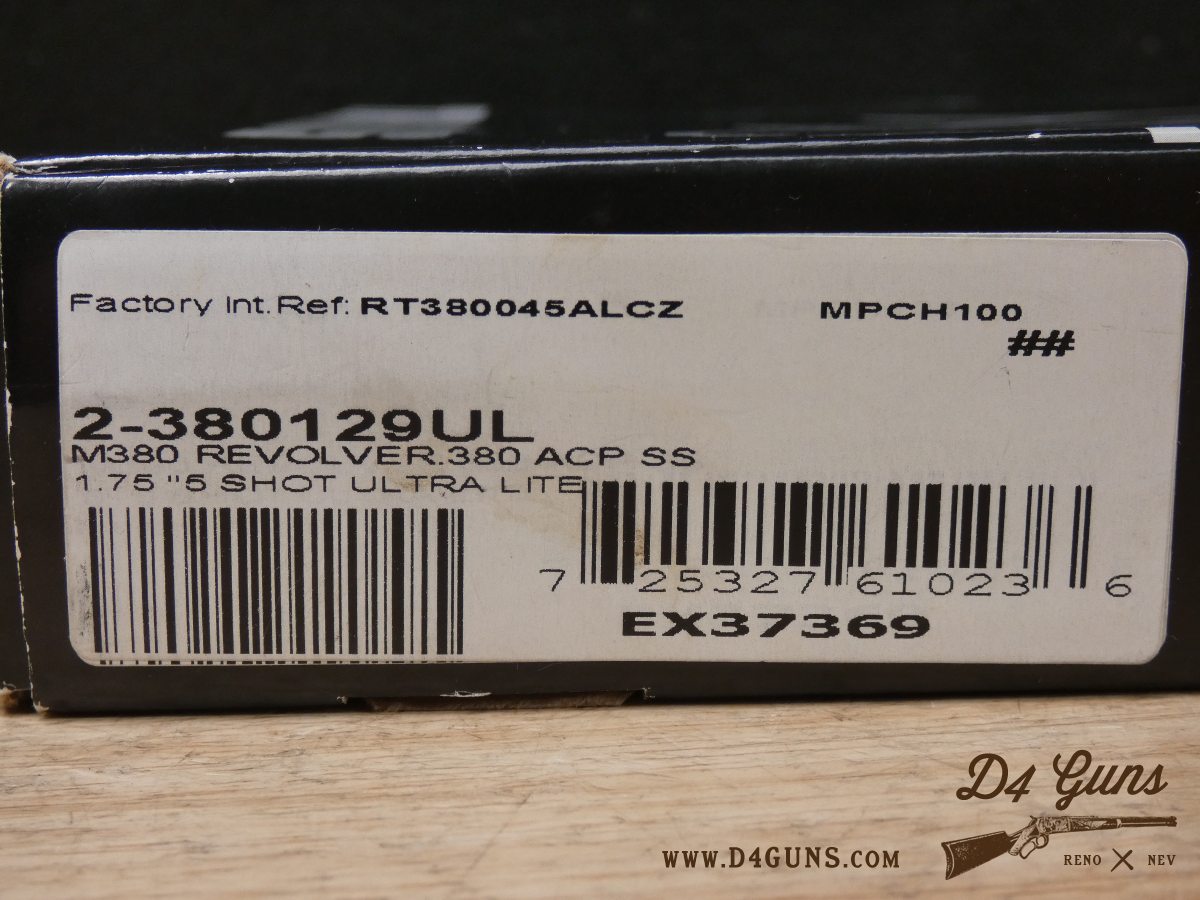 Factory Int. Ref: RT380045ALCZ MPCH100
##
2-380129UL
M380 REVOLVER.380 ACP SS
1.75 "5 SHOT ULTRA LITE
7 25327 61023 6
EX37369
D4 Guns
WWW.D4GUNS.COM
RENO NEV